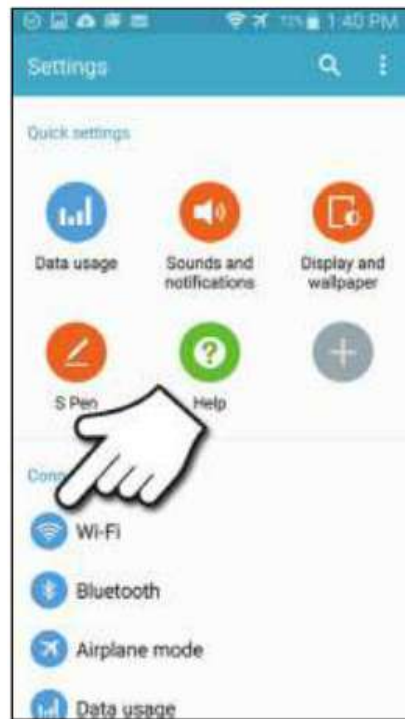 1:40 PM
Settings
Quick settings
Data usage
Sounds and
notifications
Display and
wallpaper
S Pen
Help
Wi-Fi
Bluetooth
Airplane mode
Data usage